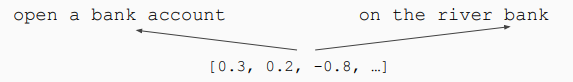 open a bank account on the river bank
[0.3, 0.2, -0.8, …]